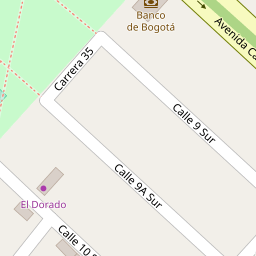 Banco
de Bogotá
Avenida Ca
Carrera 35
Calle 9 Sur
Calle 9A Sur
El Dorado
Calle 10 S